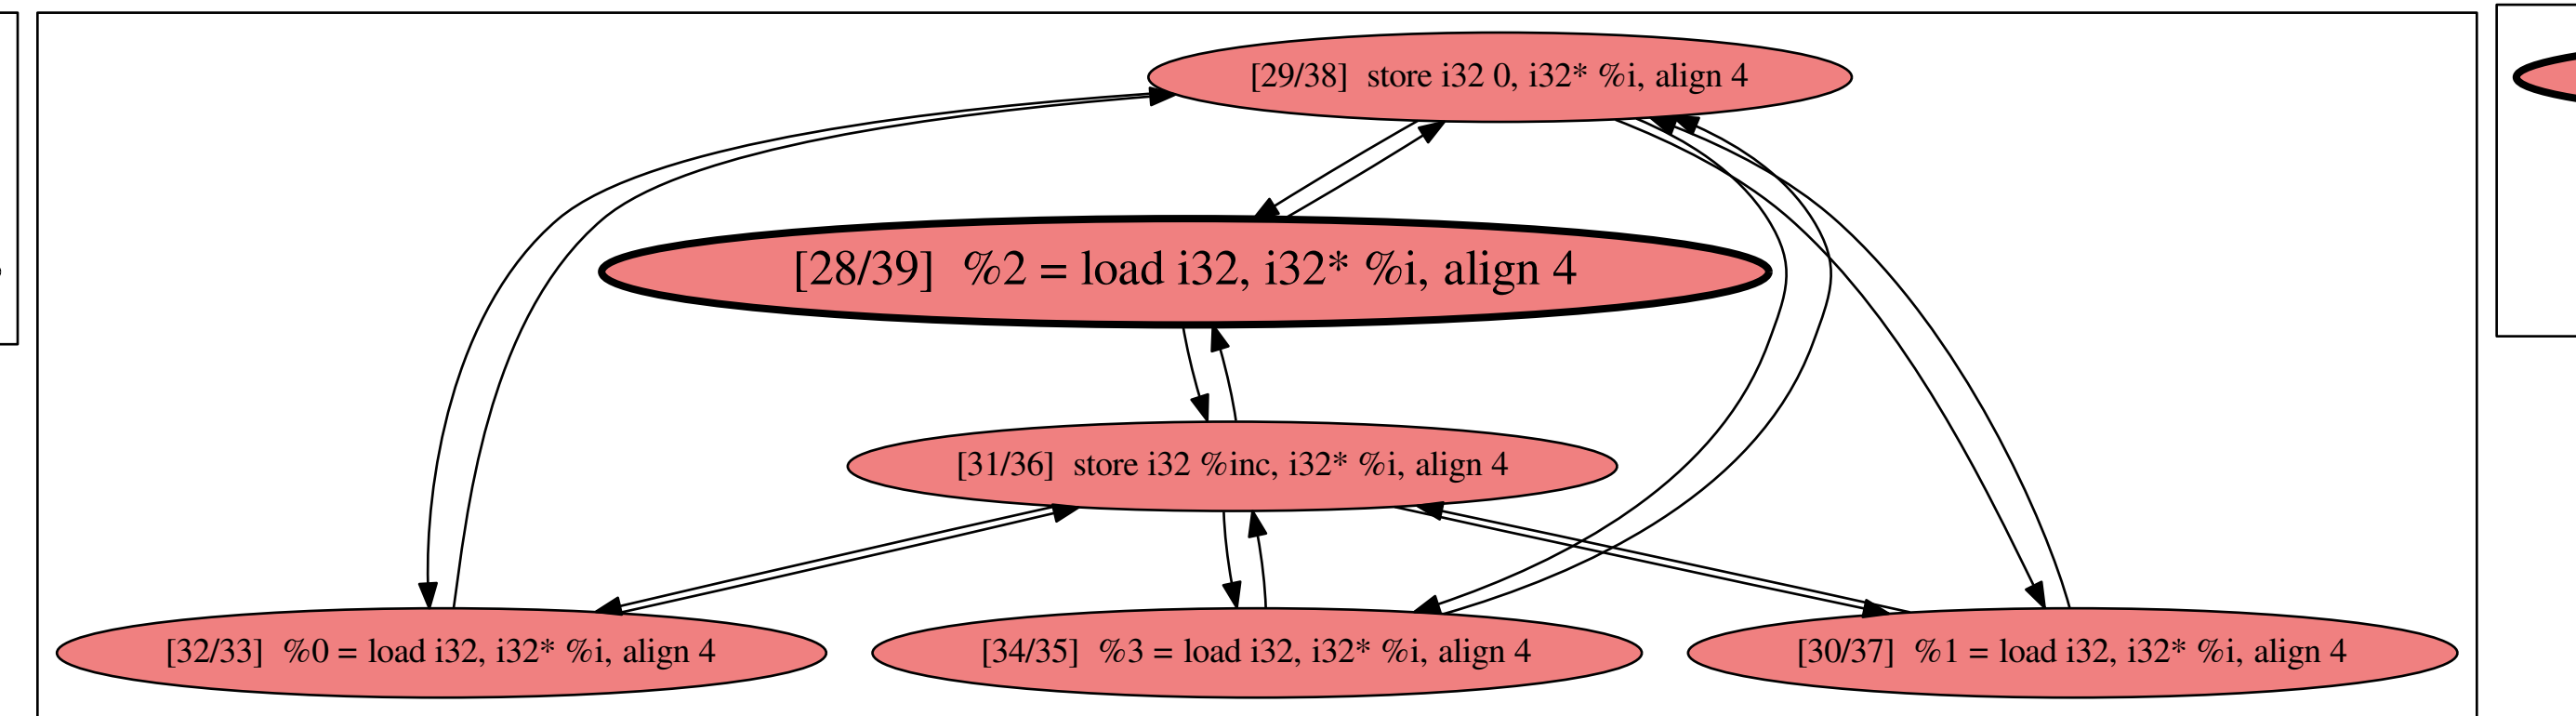 [29/38] store i32 0, i32* %i, align 4
[28/39] %2 = load i32, i32* %i, align 4
[31/36] store i32 %inc, i32* %i, align 4
[32/33] %0 = load i32, i32* %i, align 4
[34/35] %3 = load i32, i32* %i, align 4
[30/37] %1 = load i32, i32* %i, align 4